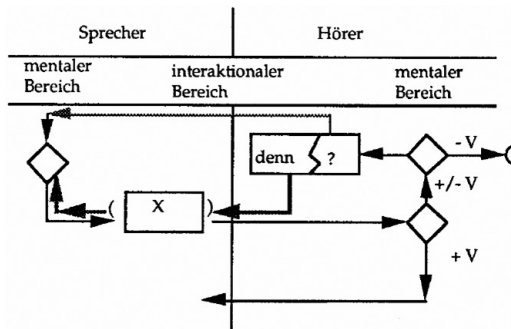 Sprecher Hörer
mentaler Bereich interaktionaler Bereich mentaler Bereich
denn ? - V
+/- V
( X )
+ V